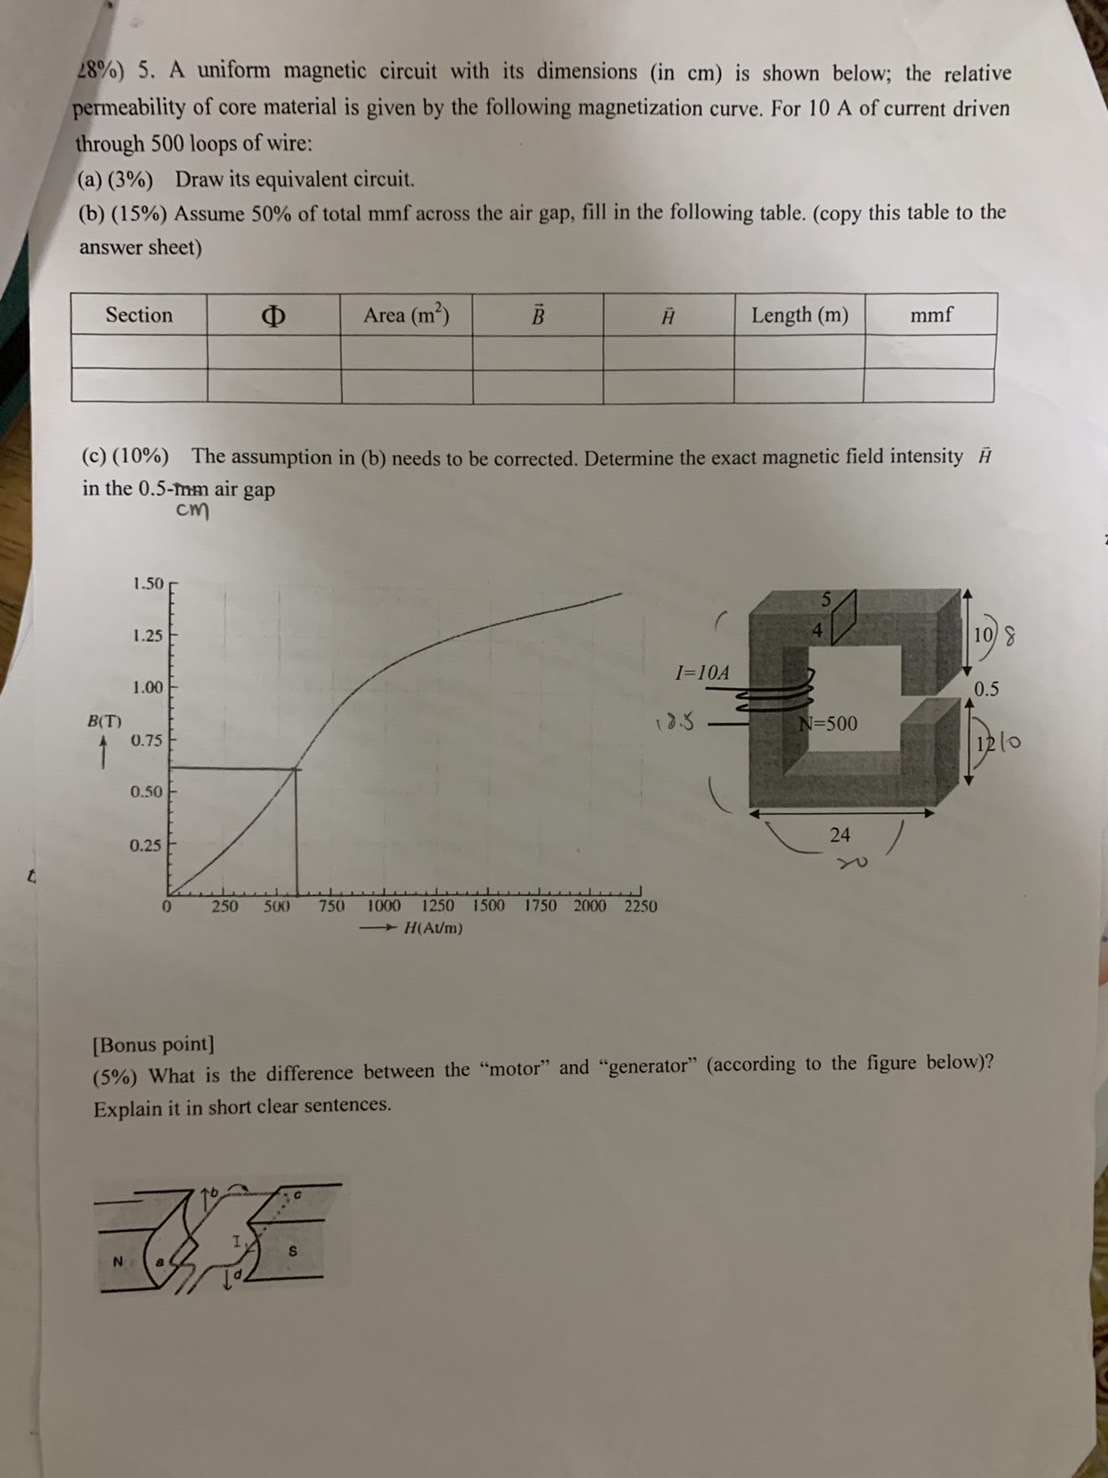 28%) 5. A uniform magnetic circuit with its dimensions (in cm) is shown below; the relative
permeability of core material is given by the following magnetization curve. For 10 A of current driven
through 500 loops of wire:
(a) (3%) Draw its equivalent circuit.
(b) (15%) Assume 50% of total mmf across the air gap, fill in the following table. (copy this table to the
answer sheet)
Section Φ Area (m²) B⃗ H⃗ Length (m) mmf
(c) (10%) The assumption in (b) needs to be corrected. Determine the exact magnetic field intensity H⃗
in the 0.5-mm air gap
cm
1.50
1.25
1.00
B(T)
0.75
0.50
0.25
0 250 500 750 1000 1250 1500 1750 2000 2250
H(At/m)
5
4
10 8
I=10A
0.5
18.5
N=500
12 10
24
20
[Bonus point]
(5%) What is the difference between the “motor” and “generator” (according to the figure below)?
Explain it in short clear sentences.
b
c
I
N
a
S
d